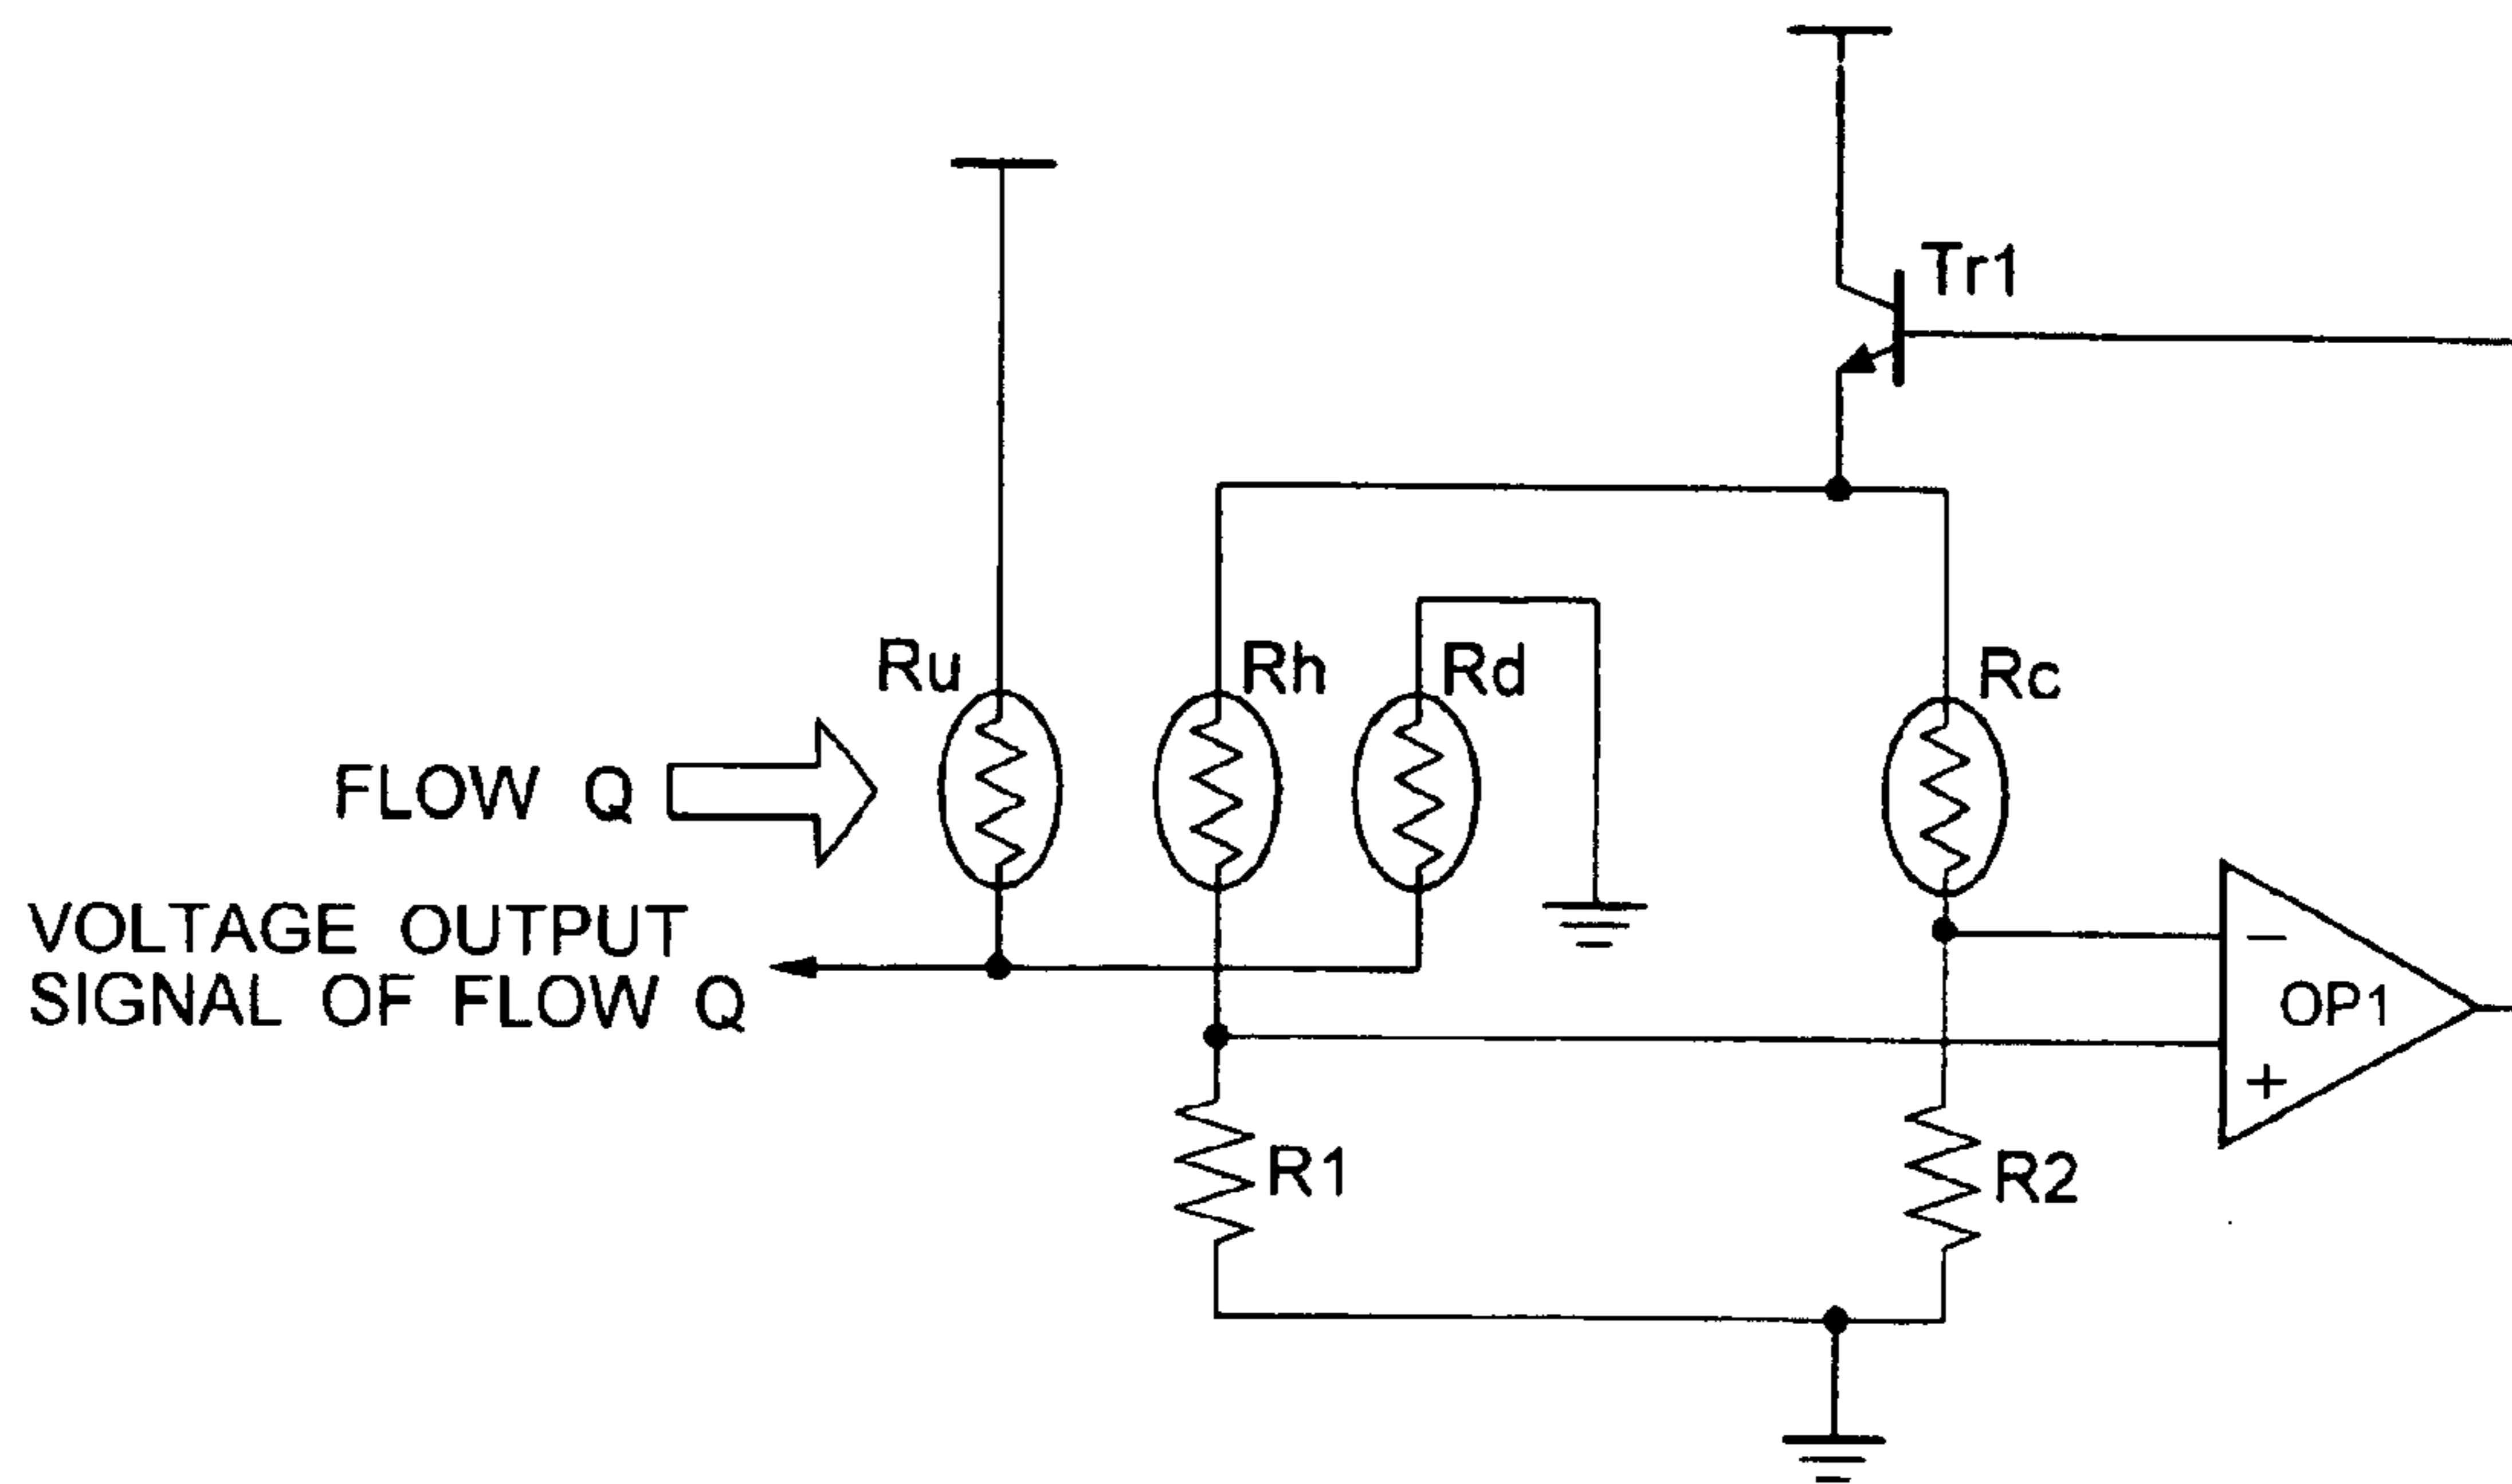 Tr1
Ru
Rh
Rd
Rc
FLOW Q
VOLTAGE OUTPUT
SIGNAL OF FLOW Q
−
OP1
+
R1
R2